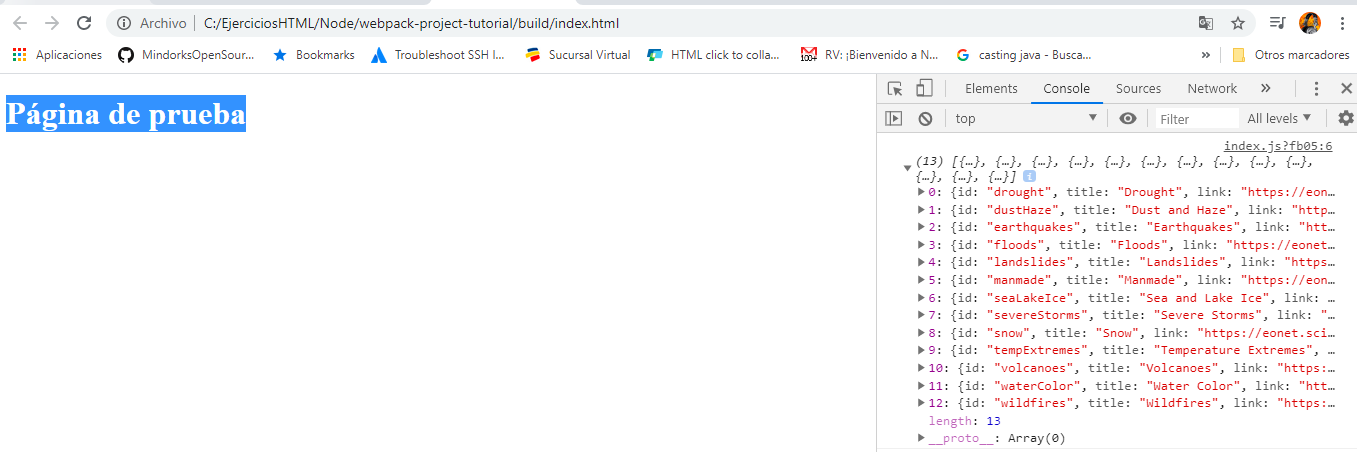 Archivo | C:/EjerciciosHTML/Node/webpack-project-tutorial/build/index.html
Aplicaciones MindorksOpenSour... Bookmarks Troubleshoot SSH I... Sucursal Virtual HTML click to colla... 100+ RV: ¡Bienvenido a N... casting java - Busca... » Otros marcadores
Página de prueba
Elements Console Sources Network »
top Filter All levels ▼
index.js?fb05:6
(13) [{…}, {…}, {…}, {…}, {…}, {…}, {…}, {…}, {…}, {…},
{…}, {…}, {…}] i
0: {id: "drought", title: "Drought", link: "https://eon…
1: {id: "dustHaze", title: "Dust and Haze", link: "http…
2: {id: "earthquakes", title: "Earthquakes", link: "htt…
3: {id: "floods", title: "Floods", link: "https://eonet…
4: {id: "landslides", title: "Landslides", link: "https…
5: {id: "manmade", title: "Manmade", link: "https://eon…
6: {id: "seaLakeIce", title: "Sea and Lake Ice", link: …
7: {id: "severeStorms", title: "Severe Storms", link: "…
8: {id: "snow", title: "Snow", link: "https://eonet.sci…
9: {id: "tempExtremes", title: "Temperature Extremes", …
10: {id: "volcanoes", title: "Volcanoes", link: "https:…
11: {id: "waterColor", title: "Water Color", link: "htt…
12: {id: "wildfires", title: "Wildfires", link: "https:…
length: 13
__proto__: Array(0)